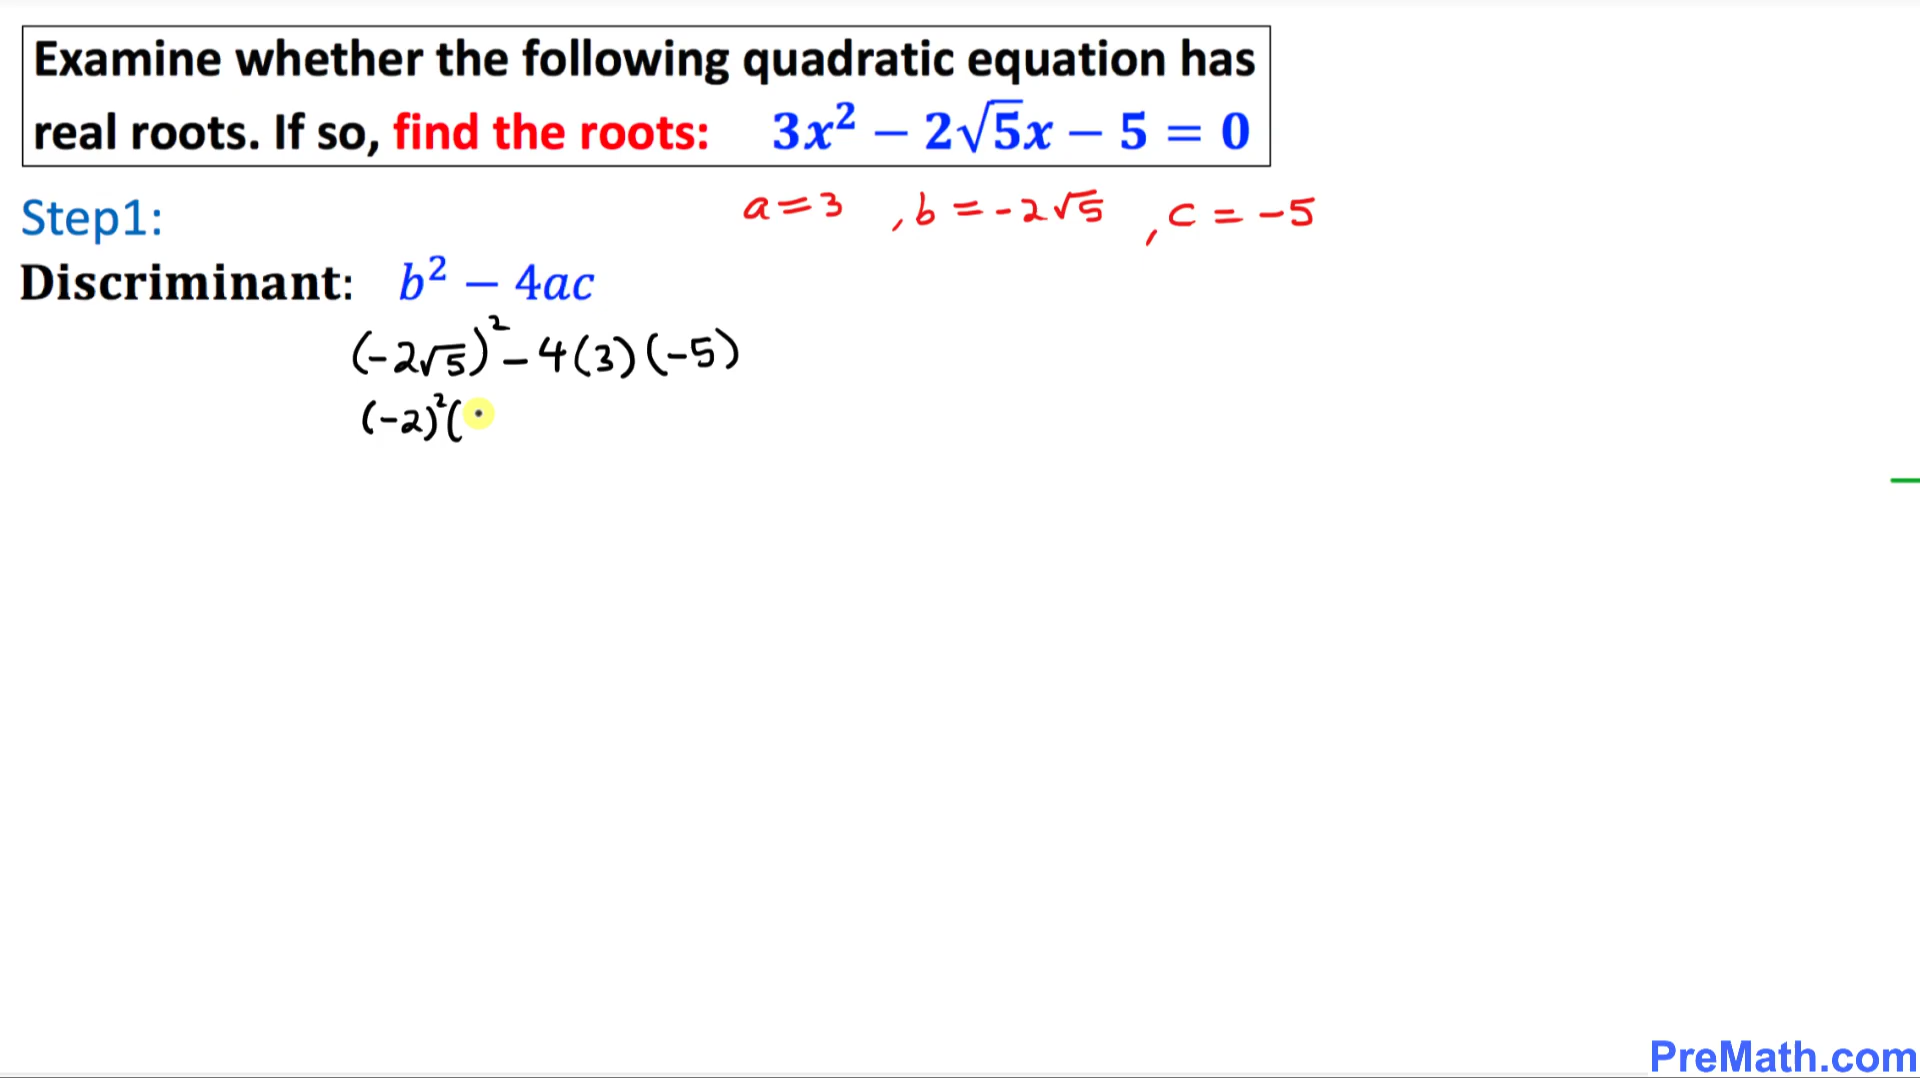 Examine whether the following quadratic equation has
real roots. If so, find the roots: 3x² − 2√5x − 5 = 0
a = 3 , b = -2√5 , c = -5
Step1:
Discriminant: b² − 4ac
(-2√5)² - 4(3)(-5)
(-2)²(
PreMath.com